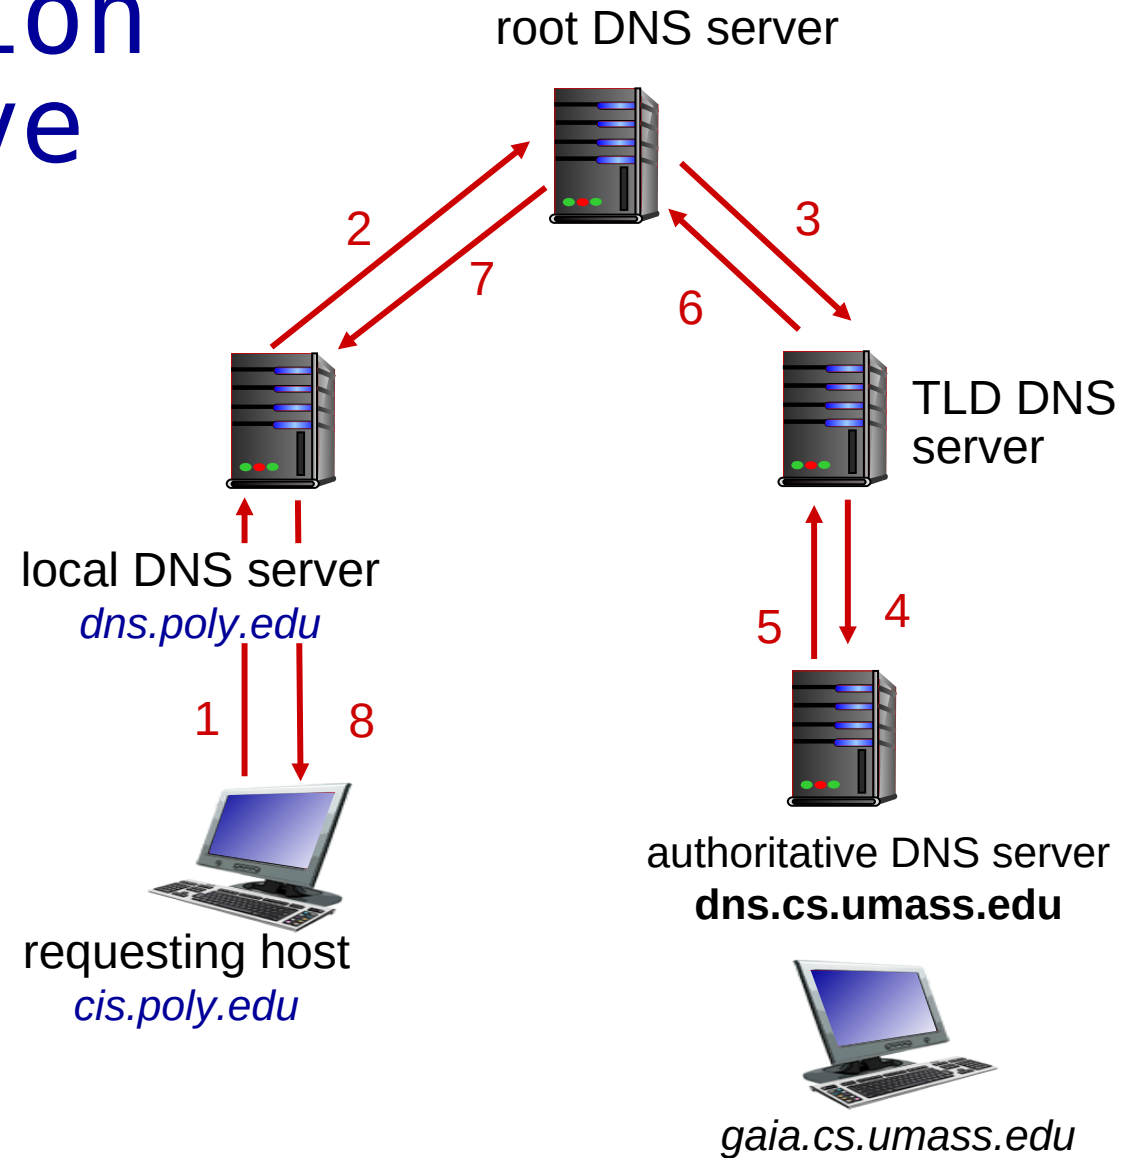 root DNS server
2
3
7
6
TLD DNS
server
local DNS server
dns.poly.edu
5
4
1
8
authoritative DNS server
dns.cs.umass.edu
requesting host
cis.poly.edu
gaia.cs.umass.edu